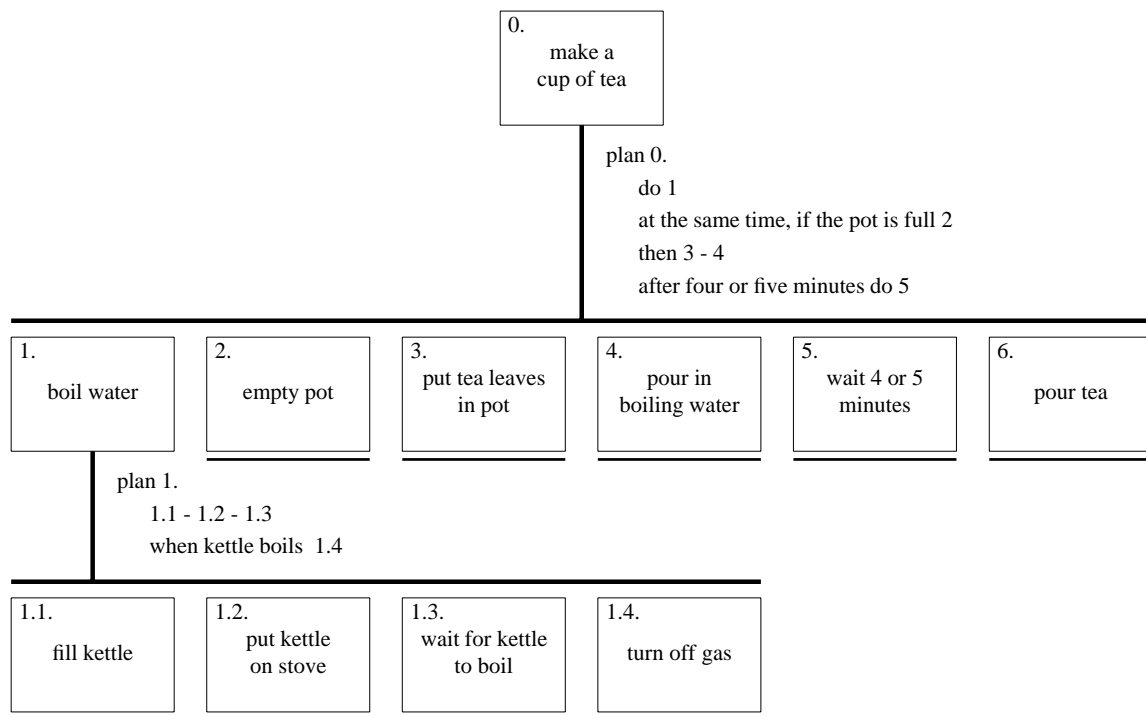 0.
make a
cup of tea
plan 0.
do 1
at the same time, if the pot is full 2
then 3 - 4
after four or five minutes do 5
1.
boil water
2.
empty pot
3.
put tea leaves
in pot
4.
pour in
boiling water
5.
wait 4 or 5
minutes
6.
pour tea
plan 1.
1.1 - 1.2 - 1.3
when kettle boils 1.4
1.1.
fill kettle
1.2.
put kettle
on stove
1.3.
wait for kettle
to boil
1.4.
turn off gas